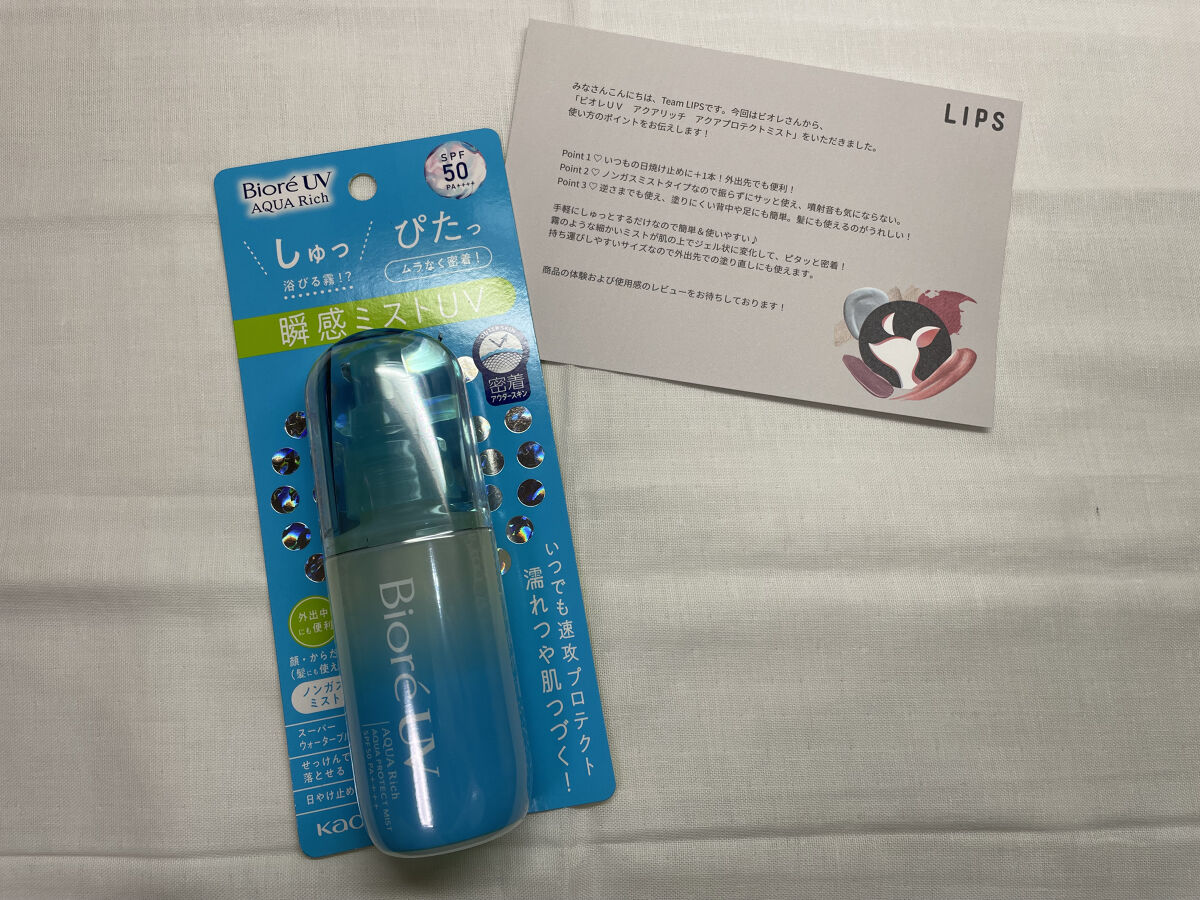 Bioré UV
AQUA Rich
SPF
50
PA++++
しゅっ
浴びる霧!?
ぴたっ
ムラなく密着!
瞬感ミストUV
密着
アウタースキン
外出中
にも便利
顔・からだ
(髪にも使え
ノンガス
ミスト
スーパー
ウォータープル
せっけんで
落とせる
日やけ止め
Kao
いつでも速攻プロテクト
濡れつや肌つづく!
Bioré UV
AQUA Rich
AQUA PROTECT MIST
SPF50 PA++++
LIPS
みなさんこんにちは、Team LIPSです。今回はビオレさんから、
「ビオレUV アクアリッチ アクアプロテクトミスト」をいただきました。
使い方のポイントをお伝えします!
Point 1 ♡ いつもの日焼け止めに+1本!外出先でも便利!
Point 2 ♡ ノンガスミストタイプなので振らずにサッと使え、噴射音も気にならない。
Point 3 ♡ 逆さまでも使え、塗りにくい背中や足にも簡単。髪にも使えるのがうれしい!
手軽にしゅっとするだけなので簡単&使いやすい♪
霧のような細かいミストが肌の上でジェル状に変化して、ピタッと密着!
持ち運びしやすいサイズなので外出先での塗り直しにも使えます。
商品の体験および使用感のレビューをお待ちしております!